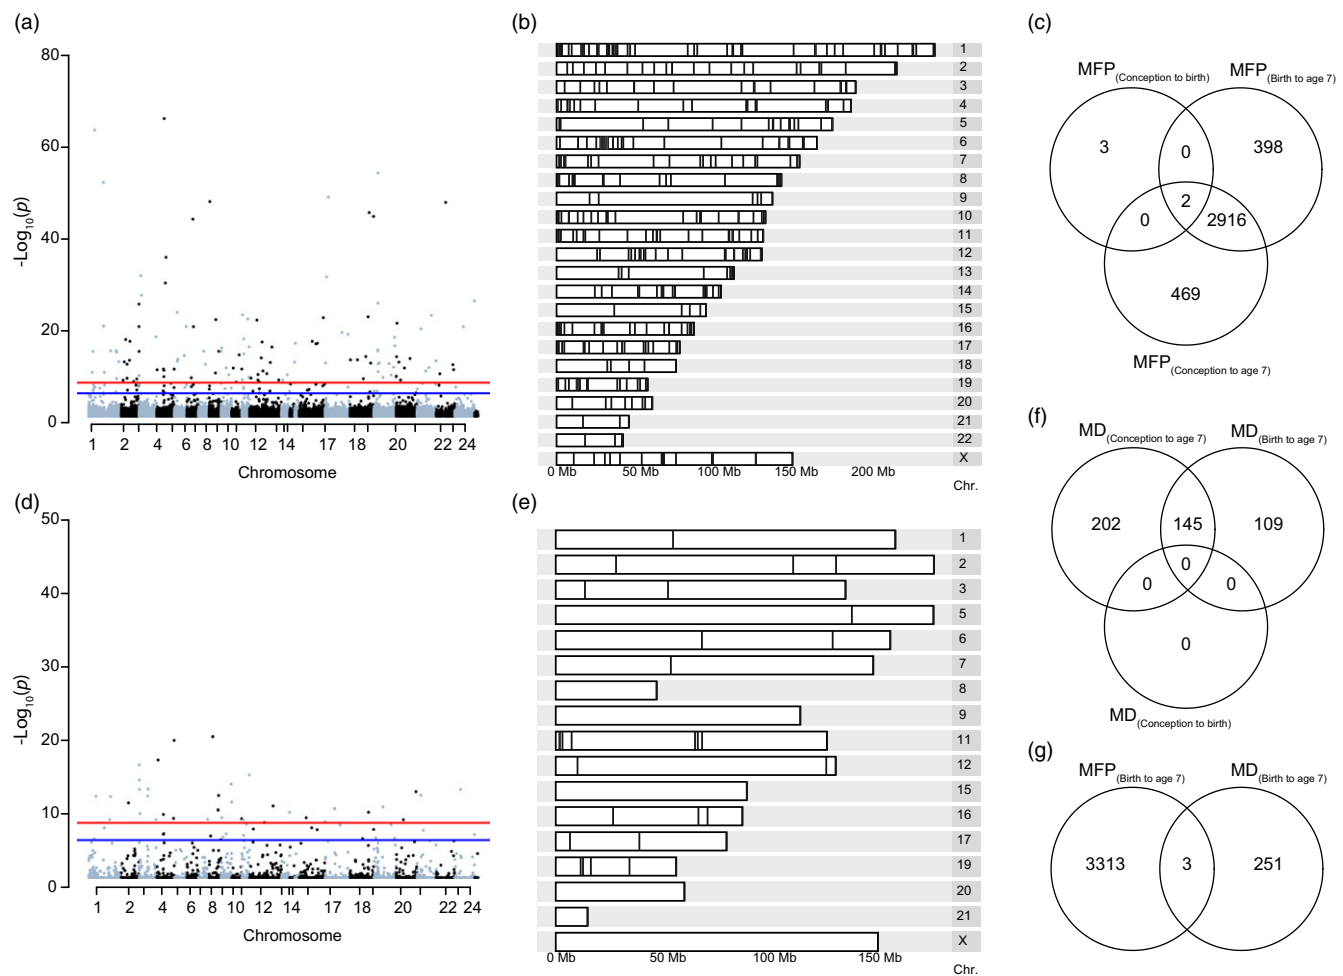 (a)
80
60
40
20
0
-Log10(p)
1 2 4 6 8 10 12 14 17 20 22 24
Chromosome
(b)
1
2
3
4
5
6
7
8
9
10
11
12
13
14
15
16
17
18
19
20
21
22
X
0 Mb 50 Mb 100 Mb 150 Mb 200 Mb
Chr.
(c)
MFP(Conception to birth) MFP(Birth to age 7)
3 0 398
2
0 2916
469
MFP(Conception to age 7)
(d)
50
40
30
20
10
0
-Log10(p)
1 2 4 6 8 10 12 14 17 20 22 24
Chromosome
(e)
1
2
3
5
6
7
8
9
11
12
15
16
17
19
20
21
X
0 Mb 50 Mb 100 Mb 150 Mb
Chr.
(f)
MD(Conception to age 7) MD(Birth to age 7)
202 145 109
0
0 0
0
MD(Conception to birth)
(g)
MFP(Birth to age 7) MD(Birth to age 7)
3313 3 251